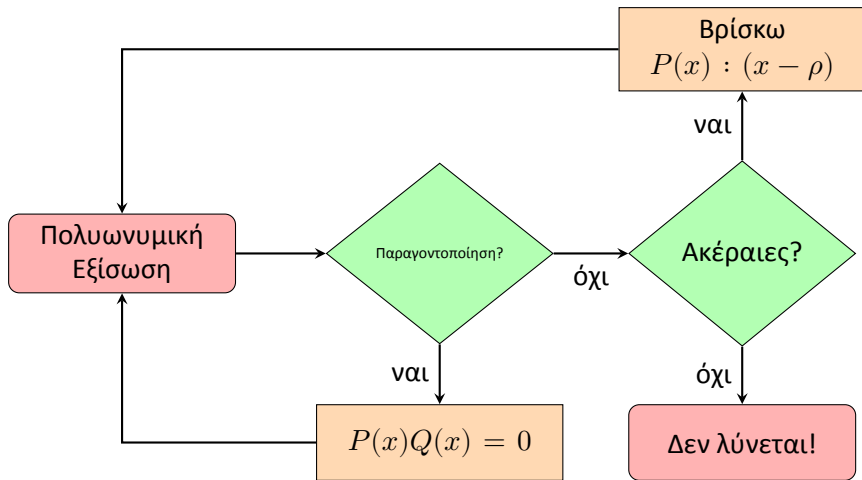 Βρίσκω
P(x) : (x − ρ)
ναι
Πολυωνυμική
Εξίσωση
Παραγοντοποίηση?
όχι
Ακέραιες?
ναι
όχι
P(x)Q(x) = 0
Δεν λύνεται!